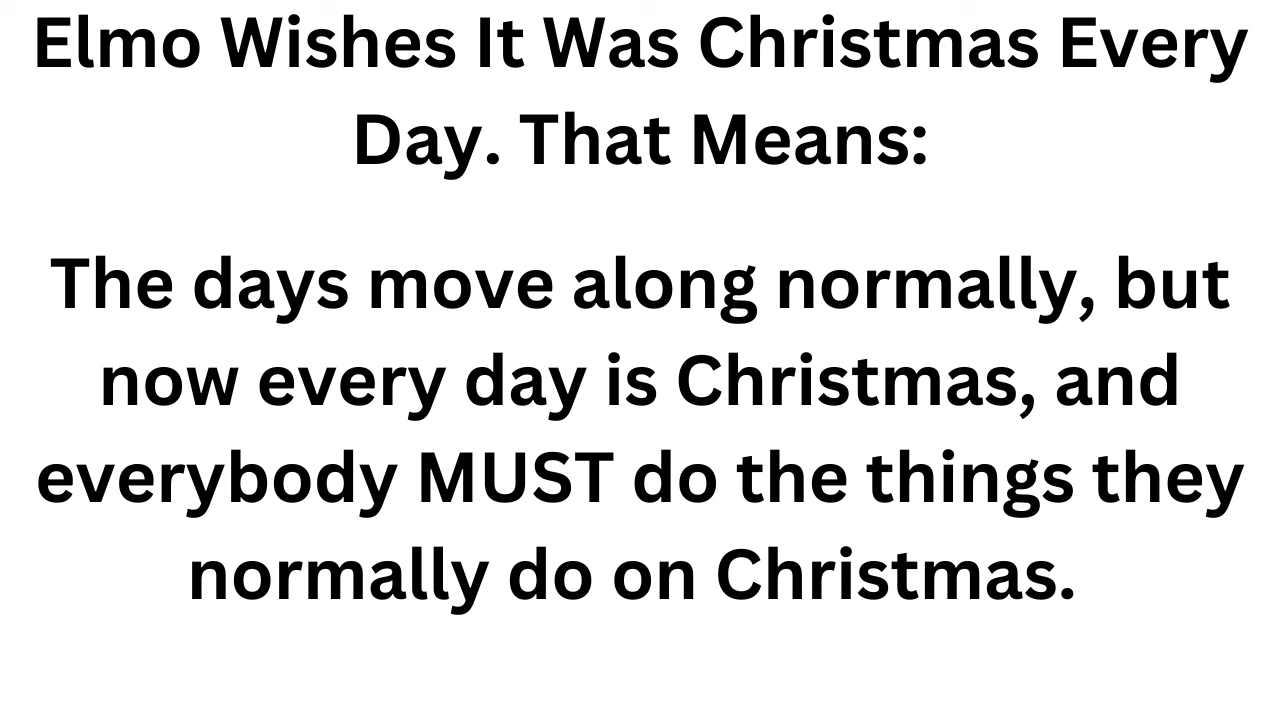 Elmo Wishes It Was Christmas Every
Day. That Means:
The days move along normally, but
now every day is Christmas, and
everybody MUST do the things they
normally do on Christmas.